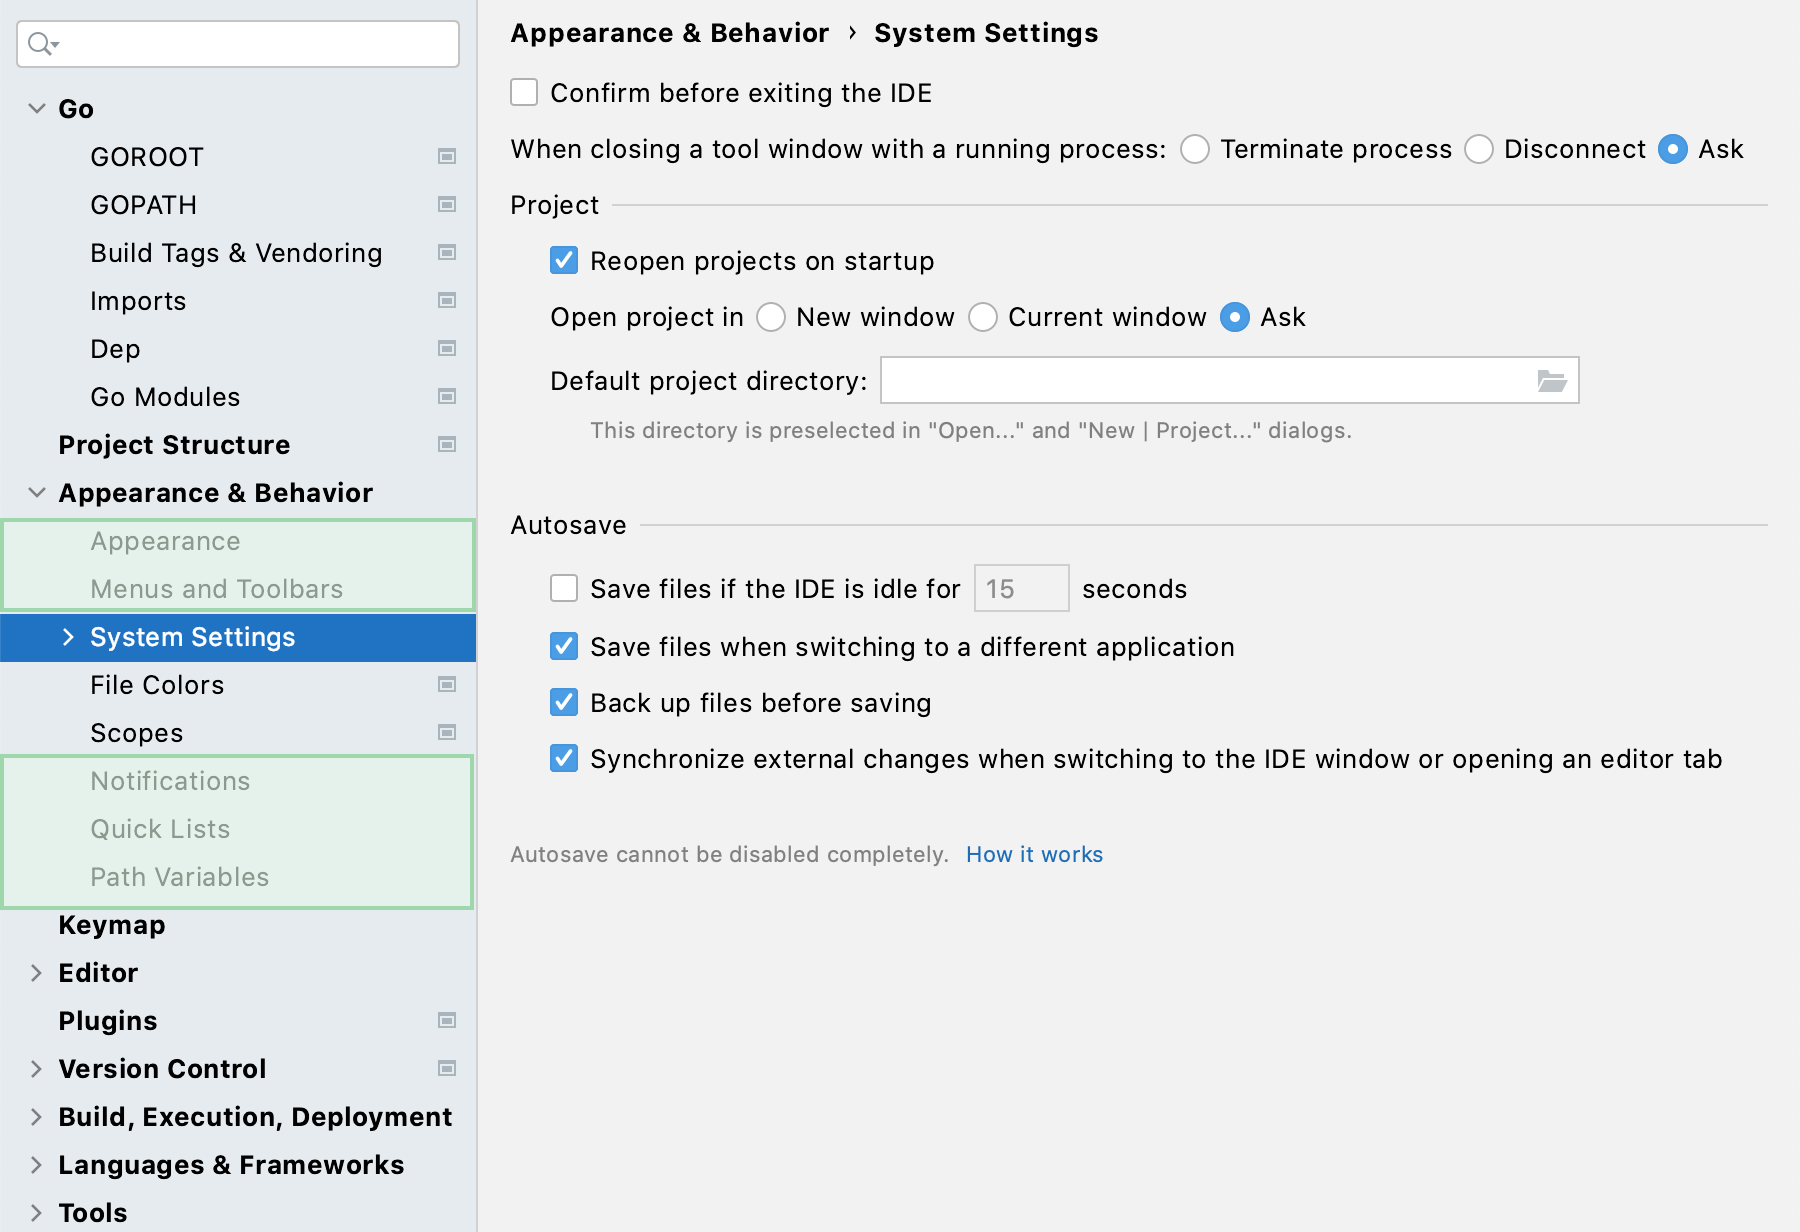 Go
GOROOT
GOPATH
Build Tags & Vendoring
Imports
Dep
Go Modules
Project Structure
Appearance & Behavior
Appearance
Menus and Toolbars
System Settings
File Colors
Scopes
Notifications
Quick Lists
Path Variables
Keymap
Editor
Plugins
Version Control
Build, Execution, Deployment
Languages & Frameworks
Tools
Appearance & Behavior › System Settings
Confirm before exiting the IDE
When closing a tool window with a running process: Terminate process Disconnect Ask
Project
Reopen projects on startup
Open project in New window Current window Ask
Default project directory:
This directory is preselected in "Open..." and "New | Project..." dialogs.
Autosave
Save files if the IDE is idle for 15 seconds
Save files when switching to a different application
Back up files before saving
Synchronize external changes when switching to the IDE window or opening an editor tab
Autosave cannot be disabled completely. How it works